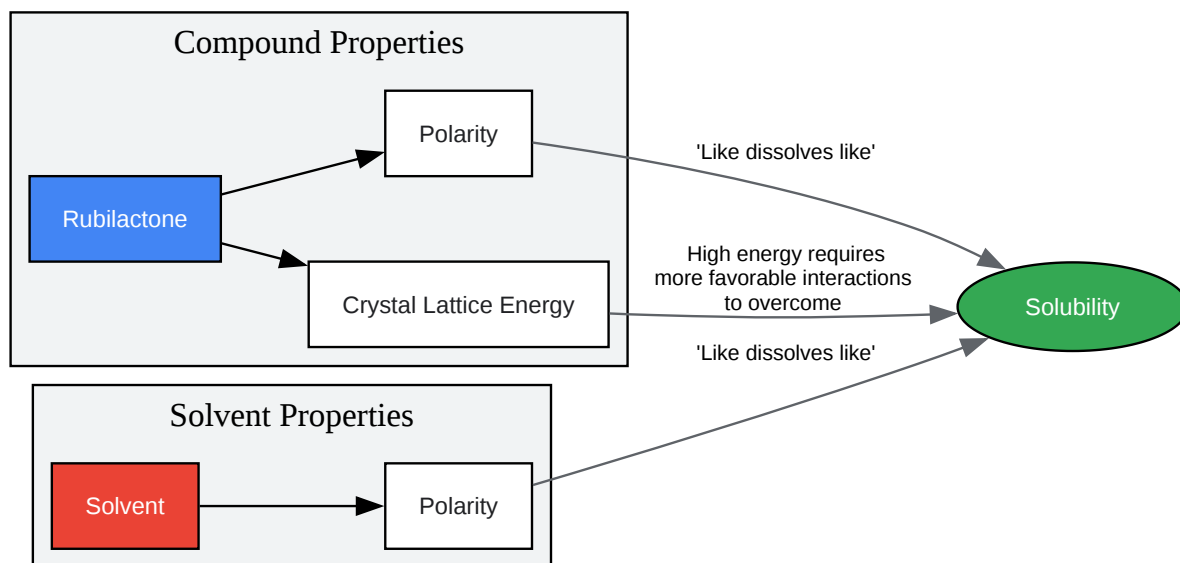 Compound Properties
Polarity
Rubilactone
Crystal Lattice Energy
'Like dissolves like'
High energy requires
more favorable interactions
to overcome
'Like dissolves like'
Solubility
Solvent Properties
Solvent
Polarity